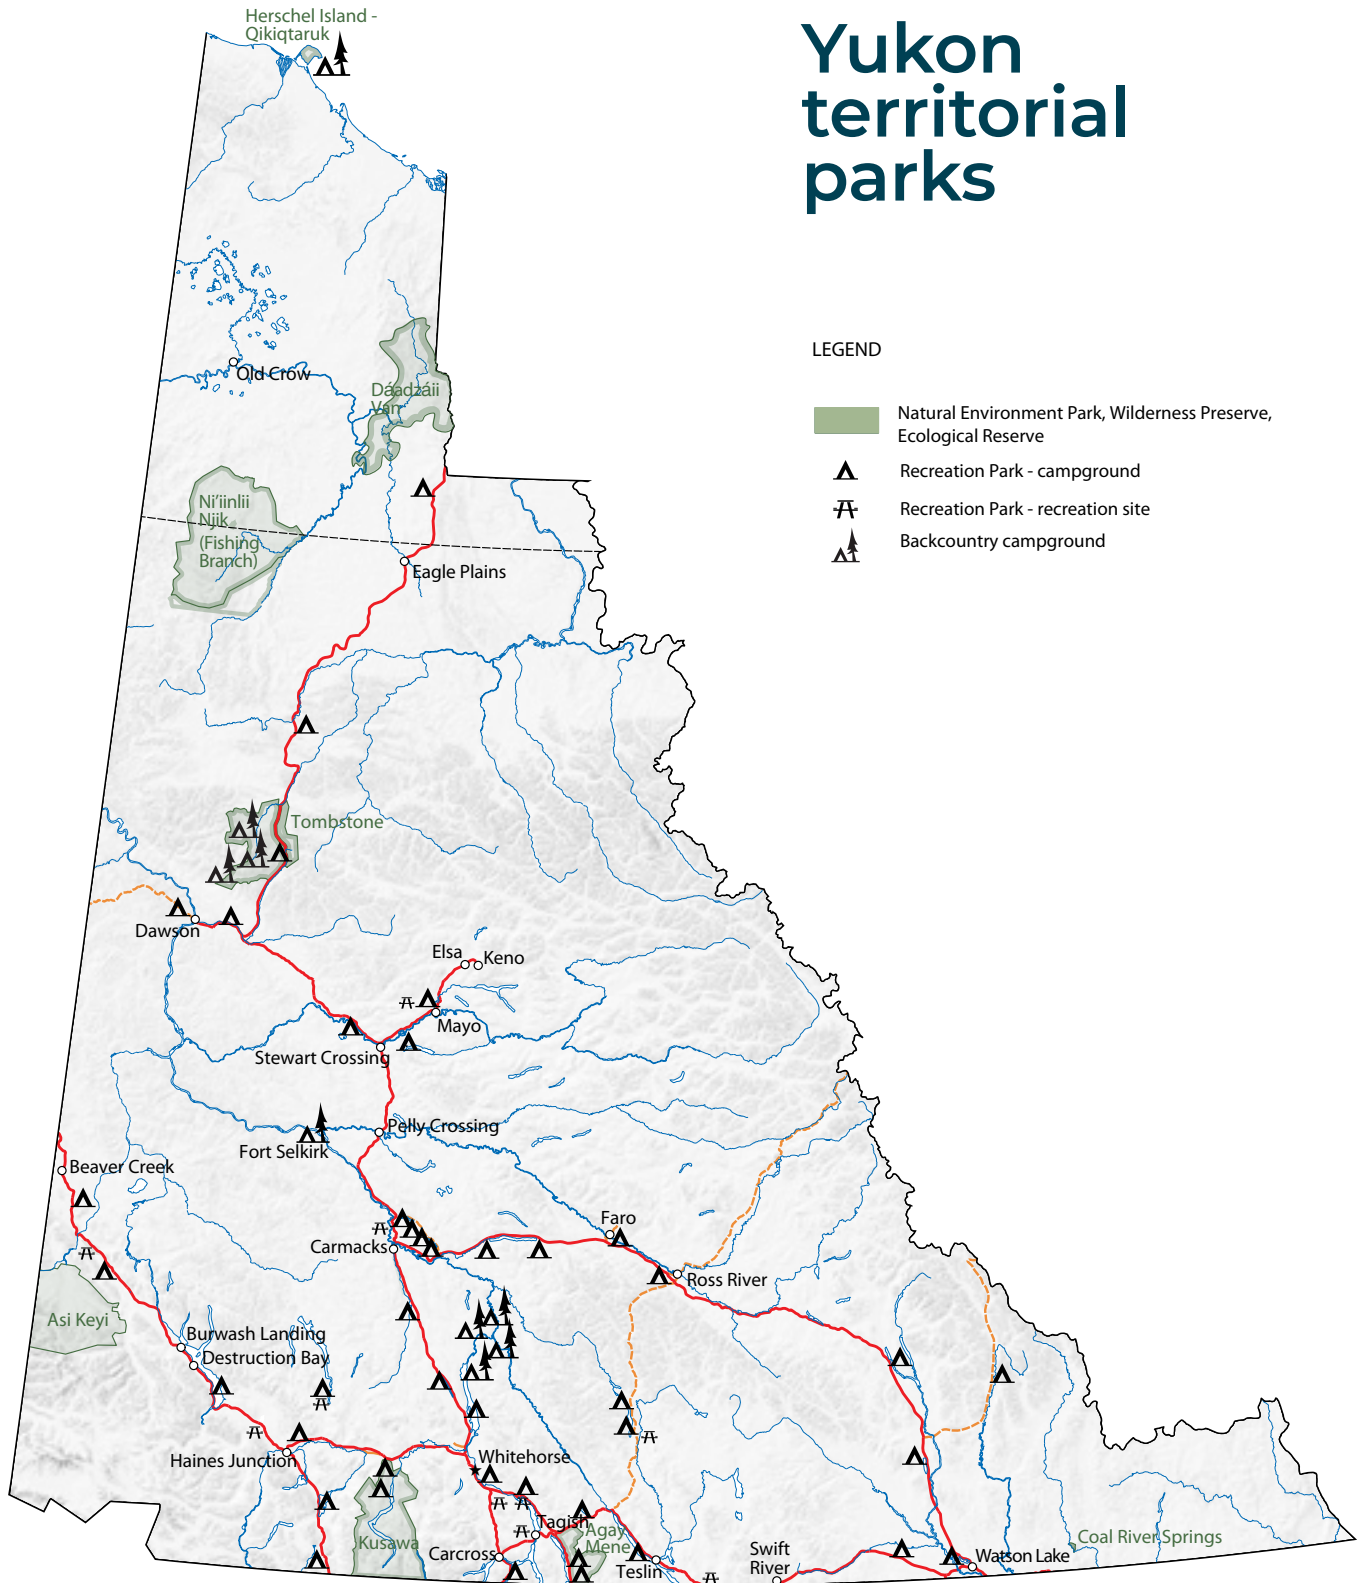 Herschel Island -
Qikiqtaruk
Yukon
territorial
parks
LEGEND
Natural Environment Park, Wilderness Preserve,
Ecological Reserve
Recreation Park - campground
Recreation Park - recreation site
Backcountry campground
Old Crow
Dáadzáii
Van
Ni'iinlii
Njik
(Fishing
Branch)
Eagle Plains
Tombstone
Dawson
Elsa
Keno
Mayo
Stewart Crossing
Pelly Crossing
Fort Selkirk
Beaver Creek
Faro
Carmacks
Ross River
Asi Keyi
Burwash Landing
Destruction Bay
Haines Junction
Whitehorse
Tagish
Agay
Mene
Kusawa
Carcross
Teslin
Swift
River
Watson Lake
Coal River Springs